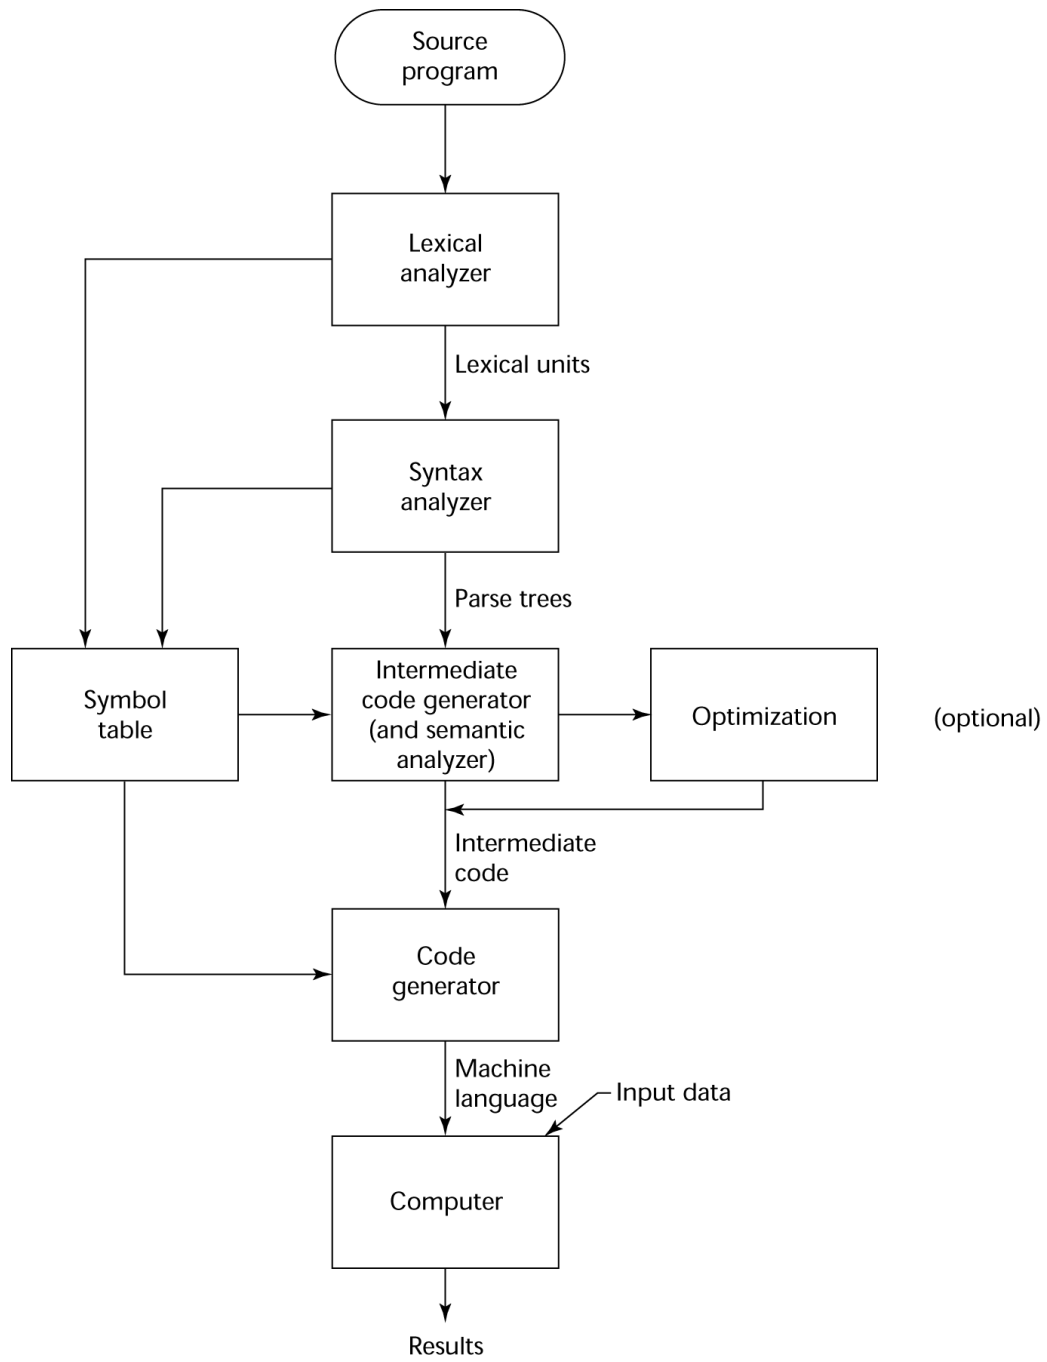 Source
program
Lexical
analyzer
Lexical units
Syntax
analyzer
Parse trees
Symbol
table
Intermediate
code generator
(and semantic
analyzer)
Optimization
(optional)
Intermediate
code
Code
generator
Machine
language
Input data
Computer
Results